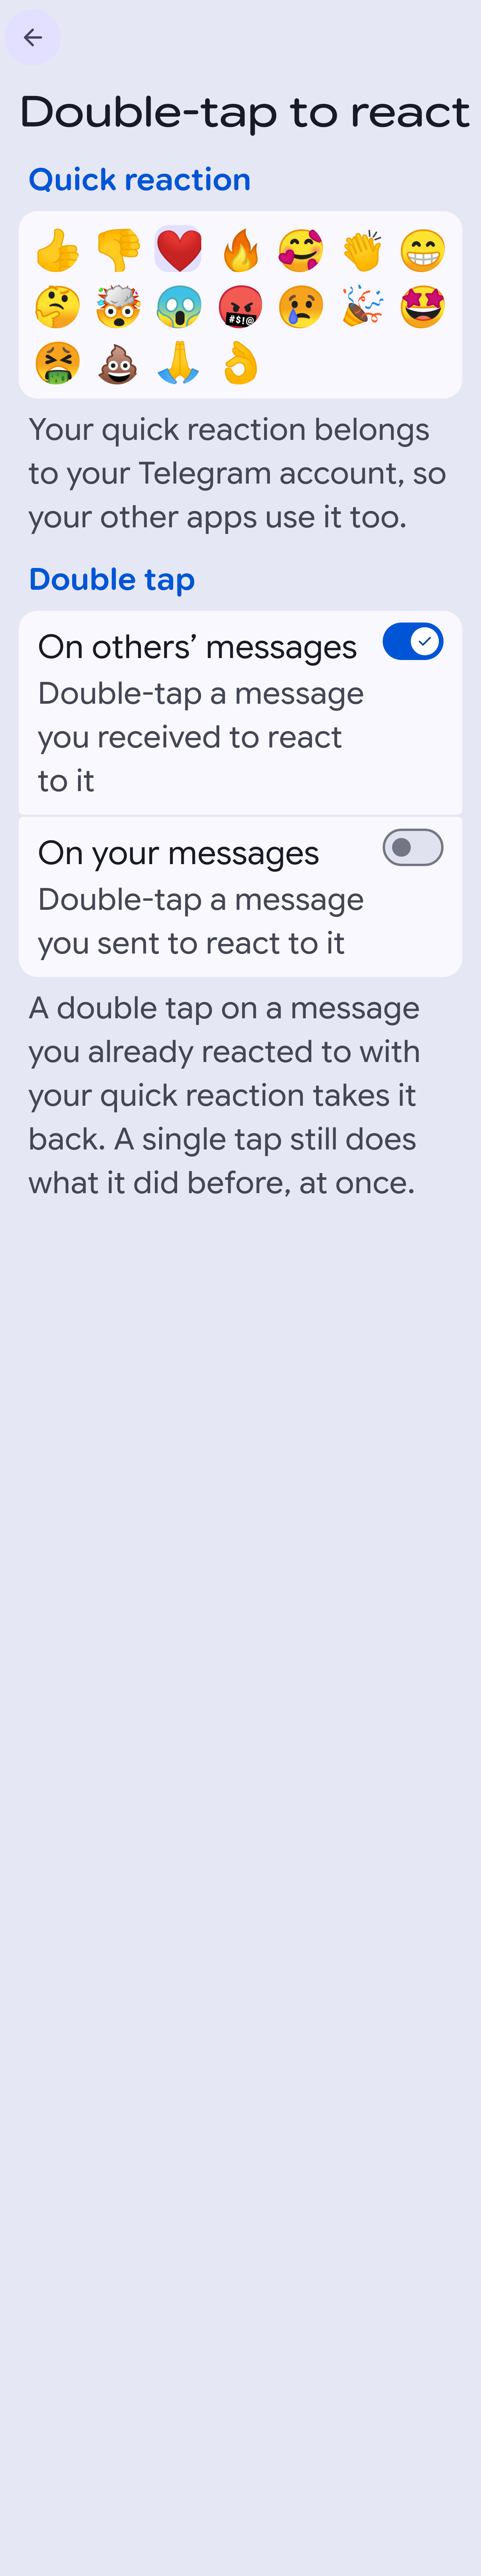 Double-tap to react
Quick reaction
#$!@
Your quick reaction belongs
to your Telegram account, so
your other apps use it too.
Double tap
On others’ messages
Double-tap a message
you received to react
to it
On your messages
Double-tap a message
you sent to react to it
A double tap on a message
you already reacted to with
your quick reaction takes it
back. A single tap still does
what it did before, at once.